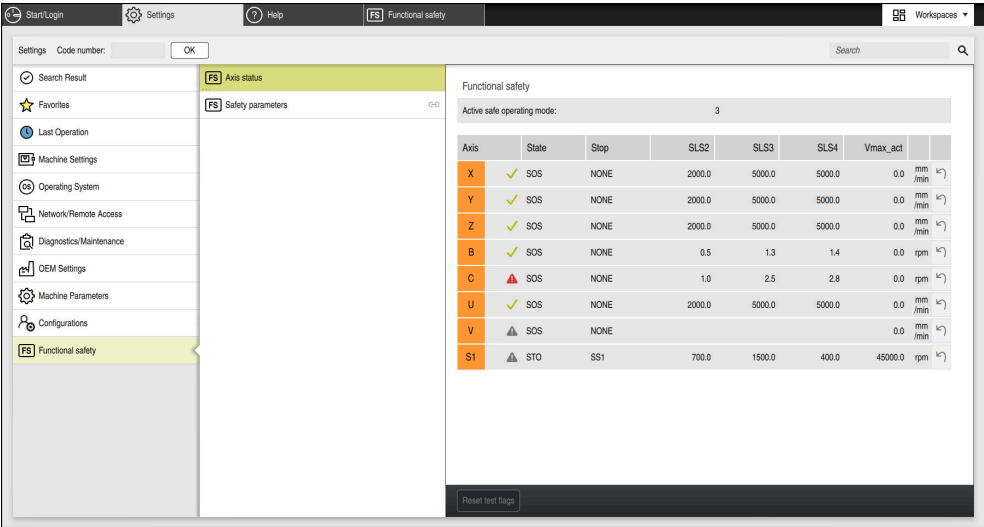 Start/Login Settings Help FS Functional safety Workspaces
Settings Code number: OK Search
Search Result
Favorites
Last Operation
Machine Settings
OS Operating System
Network/Remote Access
Diagnostics/Maintenance
OEM Settings
Machine Parameters
Configurations
FS Functional safety
FS Axis status
FS Safety parameters
Functional safety
Active safe operating mode: 3
Axis State Stop SLS2 SLS3 SLS4 Vmax_act
X SOS NONE 2000.0 5000.0 5000.0 0.0 mm/min
Y SOS NONE 2000.0 5000.0 5000.0 0.0 mm/min
Z SOS NONE 2000.0 5000.0 5000.0 0.0 mm/min
B SOS NONE 0.5 1.3 1.4 0.0 rpm
C SOS NONE 1.0 2.5 2.8 0.0 rpm
U SOS NONE 2000.0 5000.0 5000.0 0.0 mm/min
V SOS NONE 0.0 mm/min
S1 STO SS1 700.0 1500.0 400.0 45000.0 rpm
Reset test flags